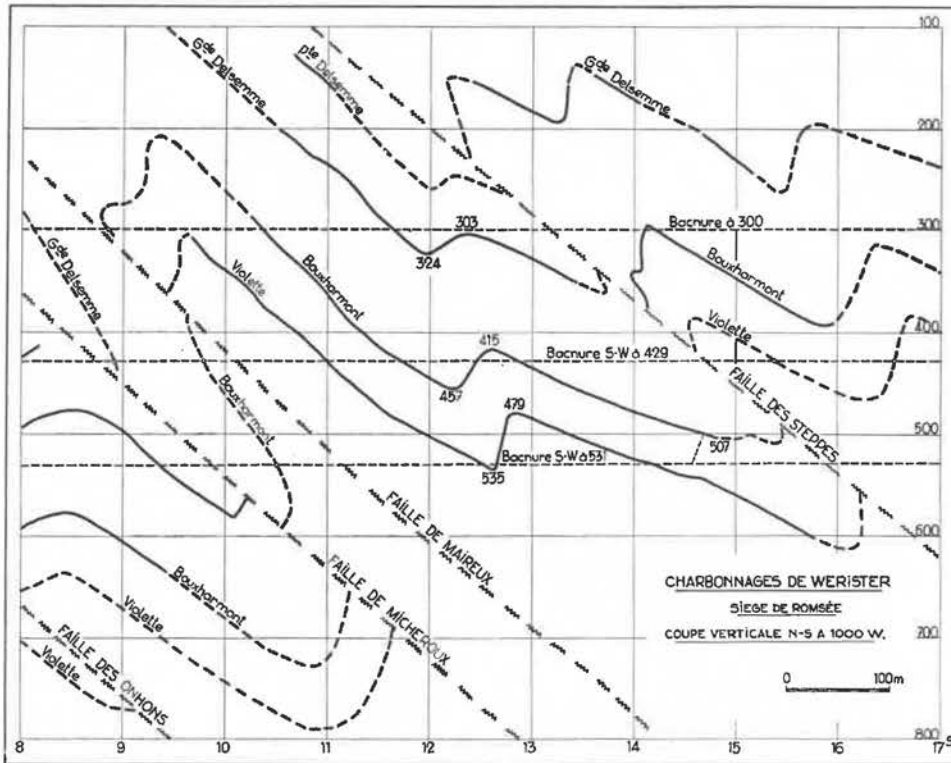 100.
Gde Delsemme
Pte Delsemme
Gde Delsemme
200.
Bacnure à 300
300.
303
324
Gde Delsemme
Violette
Bouxharmont
Bouxharmont
Violette
400.
415
Bacnure S-W à 429
FAILLE DES STEPPES
457
479
Bouxharmont
500.
507
Bacnure S-W à 531
535
FAILLE DE MAIREUX
600.
FAILLE DE MICHEROUX
Bouxharmont
Violette
FAILLE DES ONHONS
Violette
CHARBONNAGES DE WERISTER
SIEGE DE ROMSÉE
COUPE VERTICALE N-S A 1000 W.
700.
0 100m
800.
8 9 10 11 12 13 14 15 16 17 S